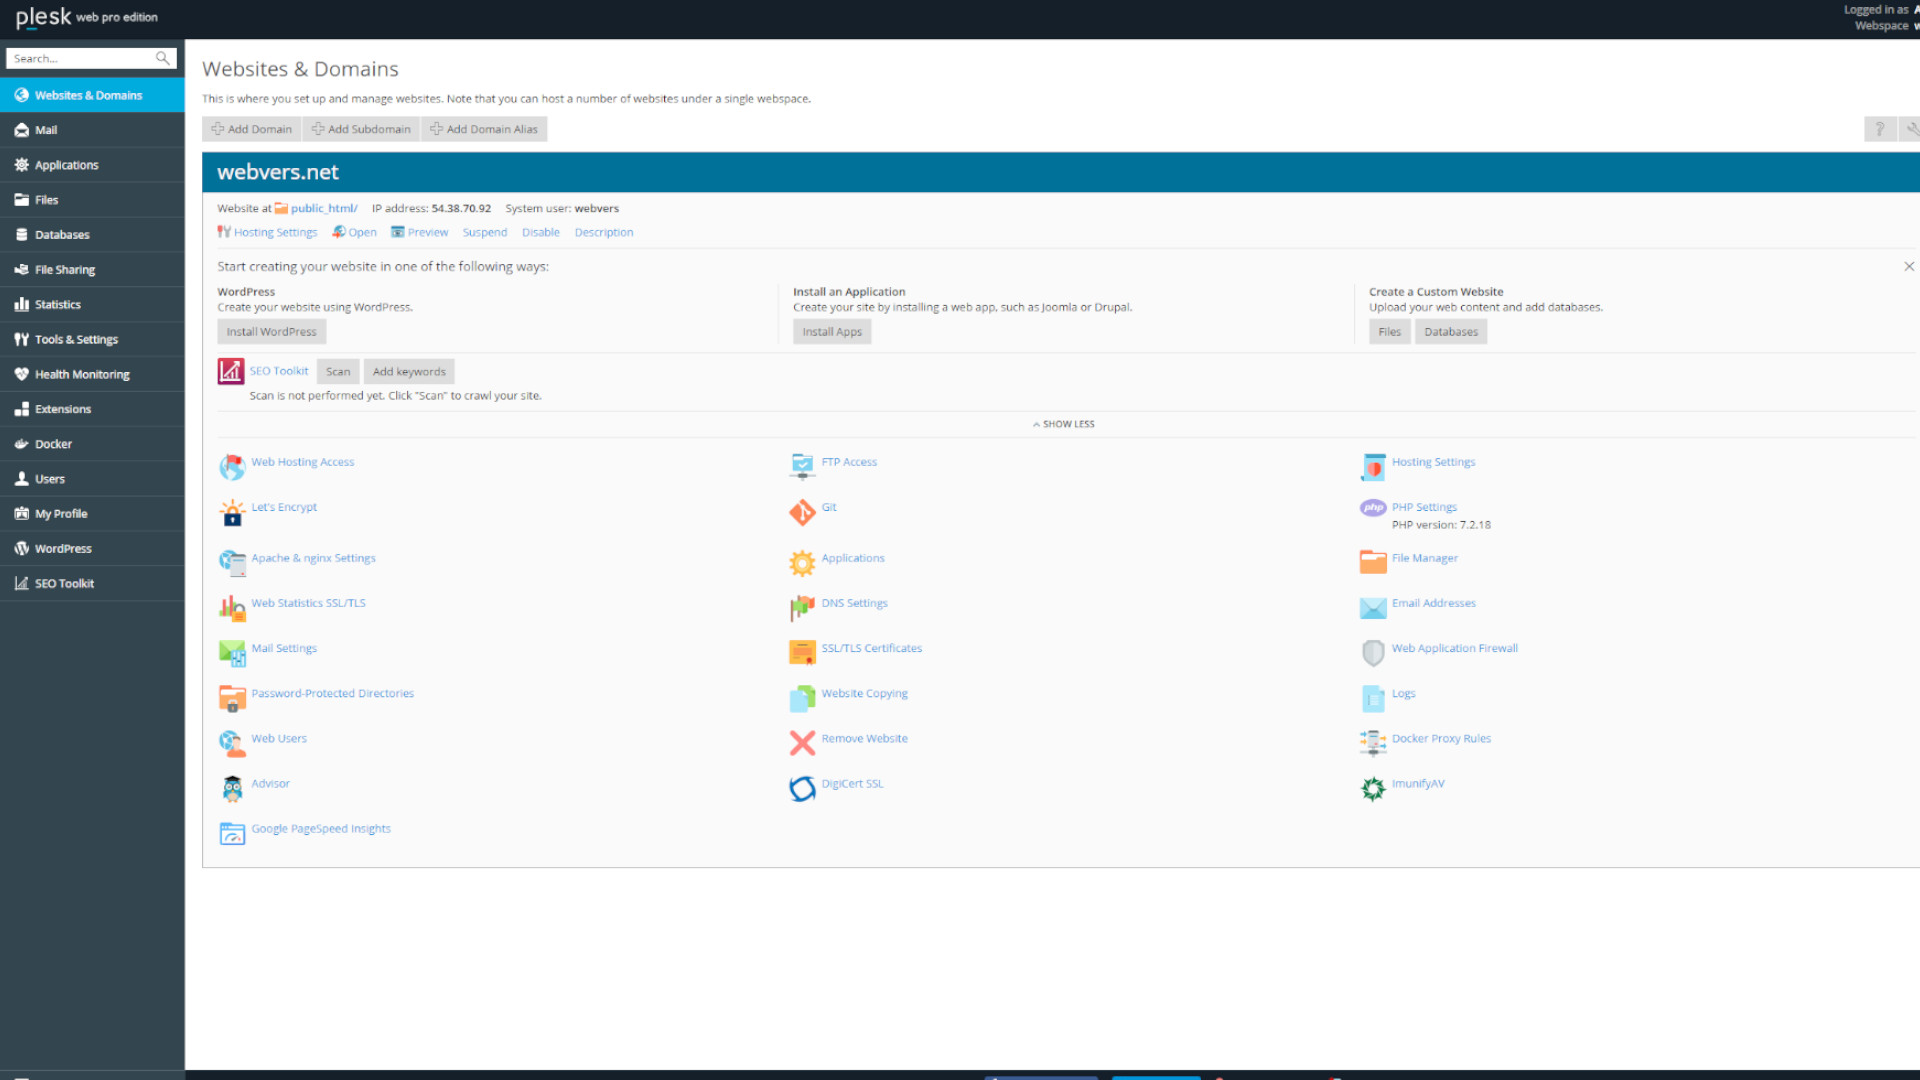 plesk web pro edition
Logged in as
Webspace
Search...
Websites & Domains
Mail
Applications
Files
Databases
File Sharing
Statistics
Tools & Settings
Health Monitoring
Extensions
Docker
Users
My Profile
WordPress
SEO Toolkit
Websites & Domains
This is where you set up and manage websites. Note that you can host a number of websites under a single webspace.
Add Domain Add Subdomain Add Domain Alias ?
webvers.net
Website at public_html/ IP address: 54.38.70.92 System user: webvers
Hosting Settings Open Preview Suspend Disable Description
Start creating your website in one of the following ways:
WordPress
Create your website using WordPress.
Install WordPress
Install an Application
Create your site by installing a web app, such as Joomla or Drupal.
Install Apps
Create a Custom Website
Upload your web content and add databases.
Files Databases
SEO Toolkit Scan Add keywords
Scan is not performed yet. Click "Scan" to crawl your site.
SHOW LESS
Web Hosting Access FTP Access Hosting Settings
Let's Encrypt Git php PHP Settings
PHP version: 7.2.18
Apache & nginx Settings Applications File Manager
Web Statistics SSL/TLS DNS Settings Email Addresses
Mail Settings SSL/TLS Certificates Web Application Firewall
Password-Protected Directories Website Copying Logs
Web Users Remove Website Docker Proxy Rules
Advisor DigiCert SSL ImunifyAV
Google PageSpeed Insights